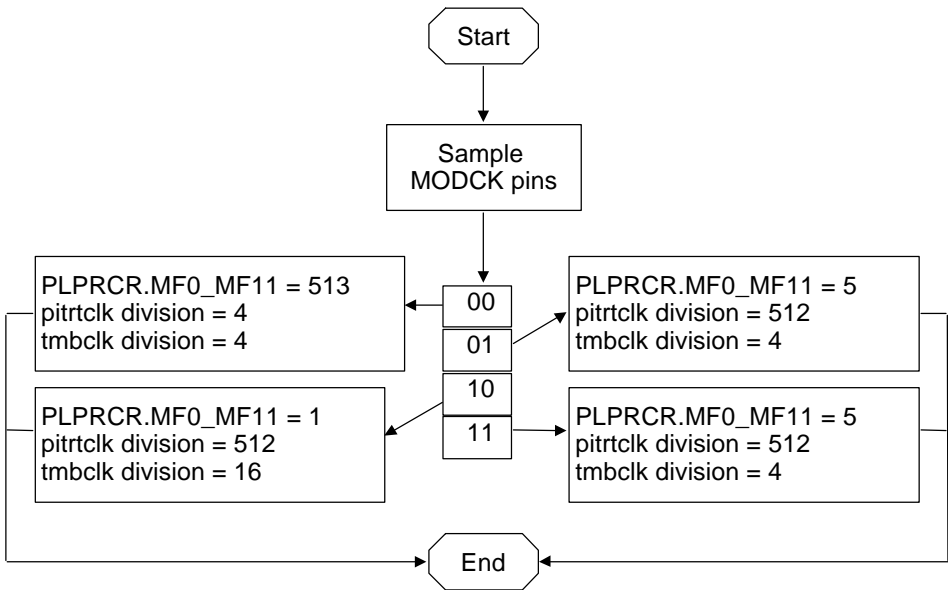 Start
Sample
MODCK pins
PLPRCR.MF0_MF11 = 513
pitrtclk division = 4
tmbclk division = 4
00
01
10
11
PLPRCR.MF0_MF11 = 5
pitrtclk division = 512
tmbclk division = 4
PLPRCR.MF0_MF11 = 1
pitrtclk division = 512
tmbclk division = 16
PLPRCR.MF0_MF11 = 5
pitrtclk division = 512
tmbclk division = 4
End